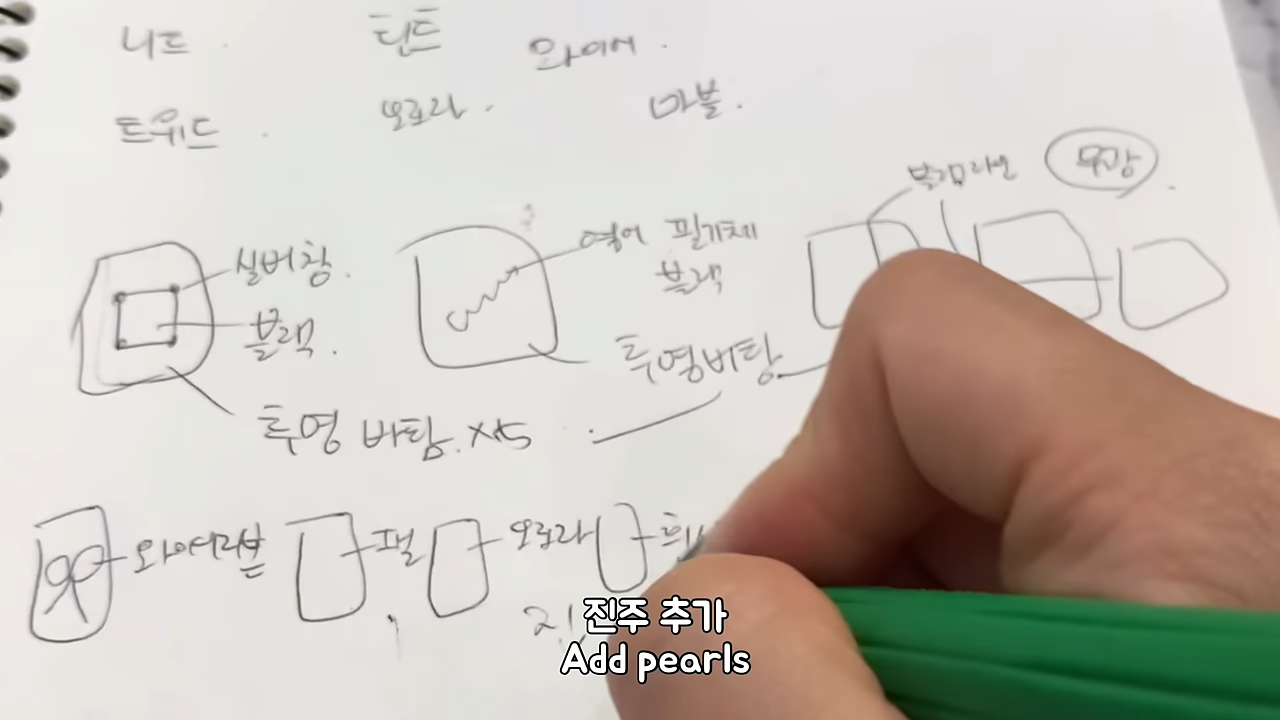 니트 틴트 와이어
트위드 오로라 마블
무광
실버참
영어 필기체
블랙
블랙
투명바탕
투명 바탕 x5
와이어리본 펄 오로라
진주 추가
Add pearls